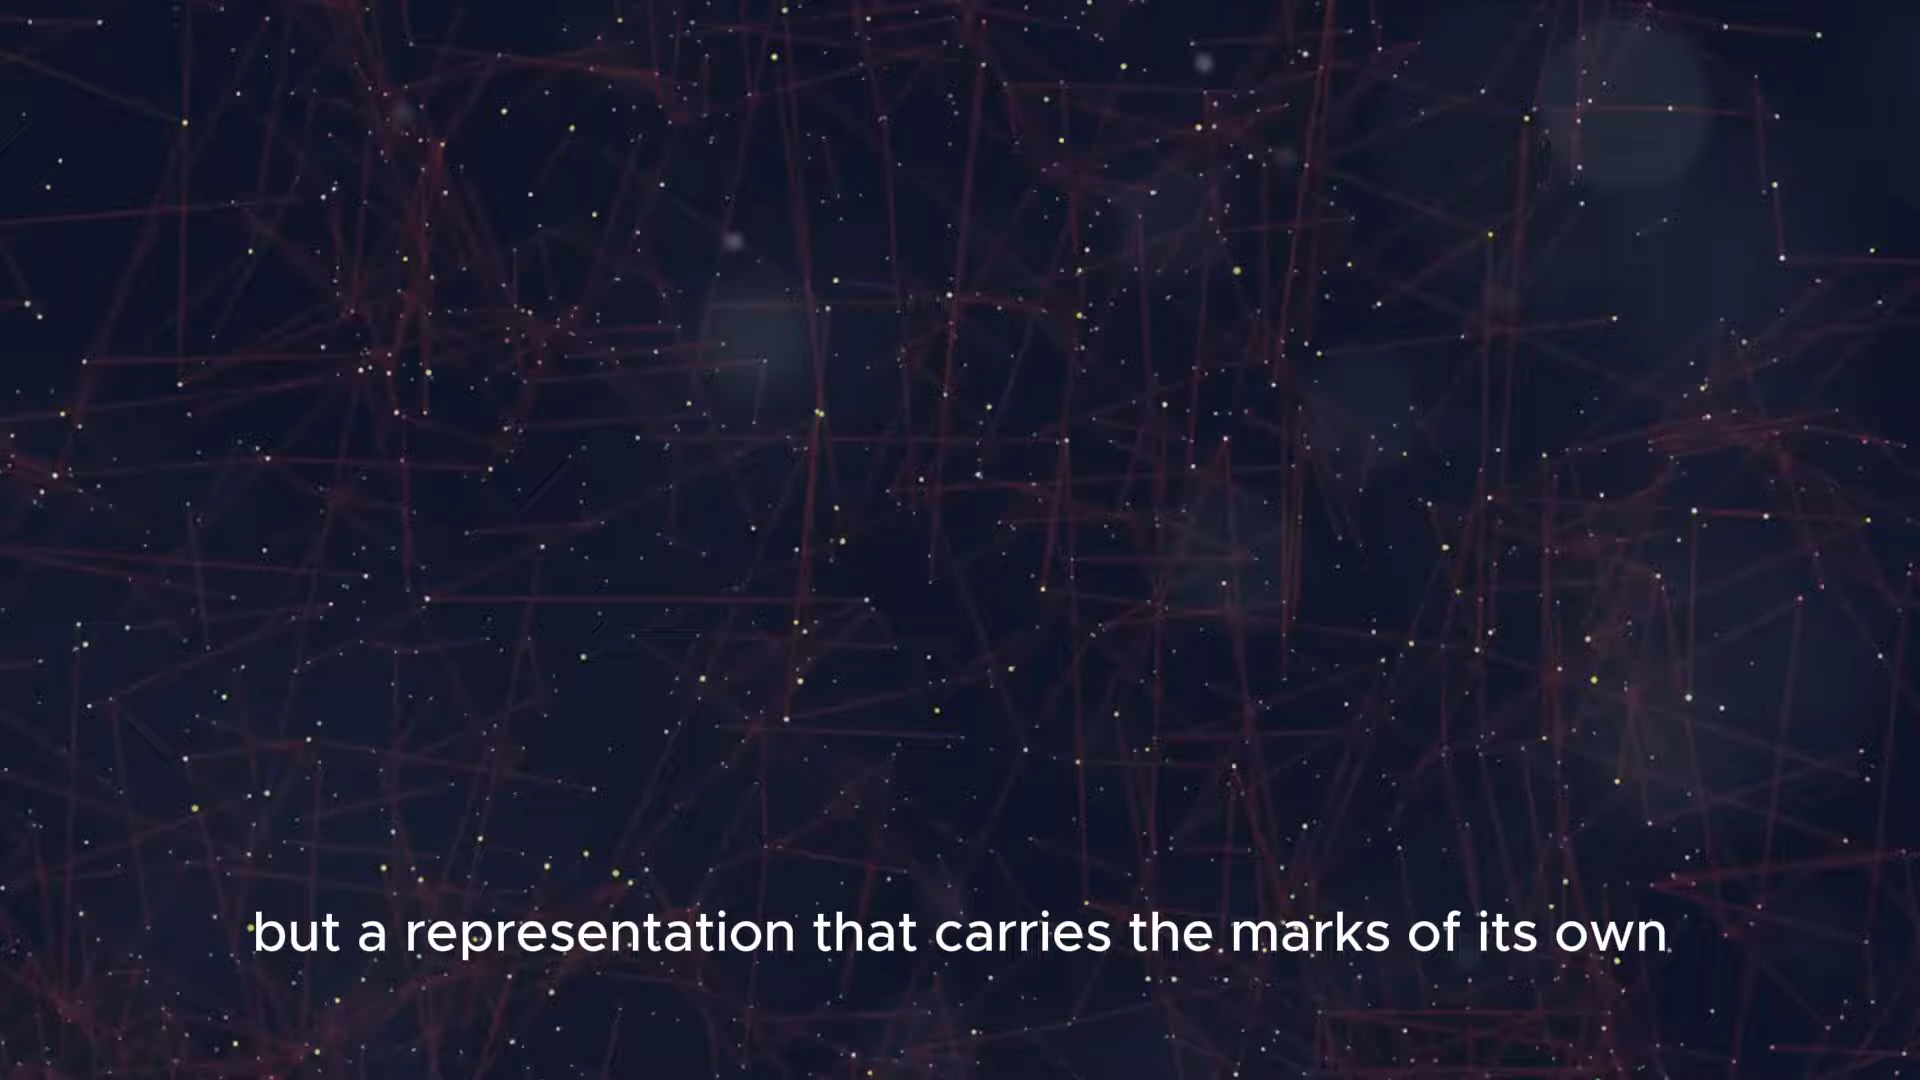 but a representation that carries the marks of its own